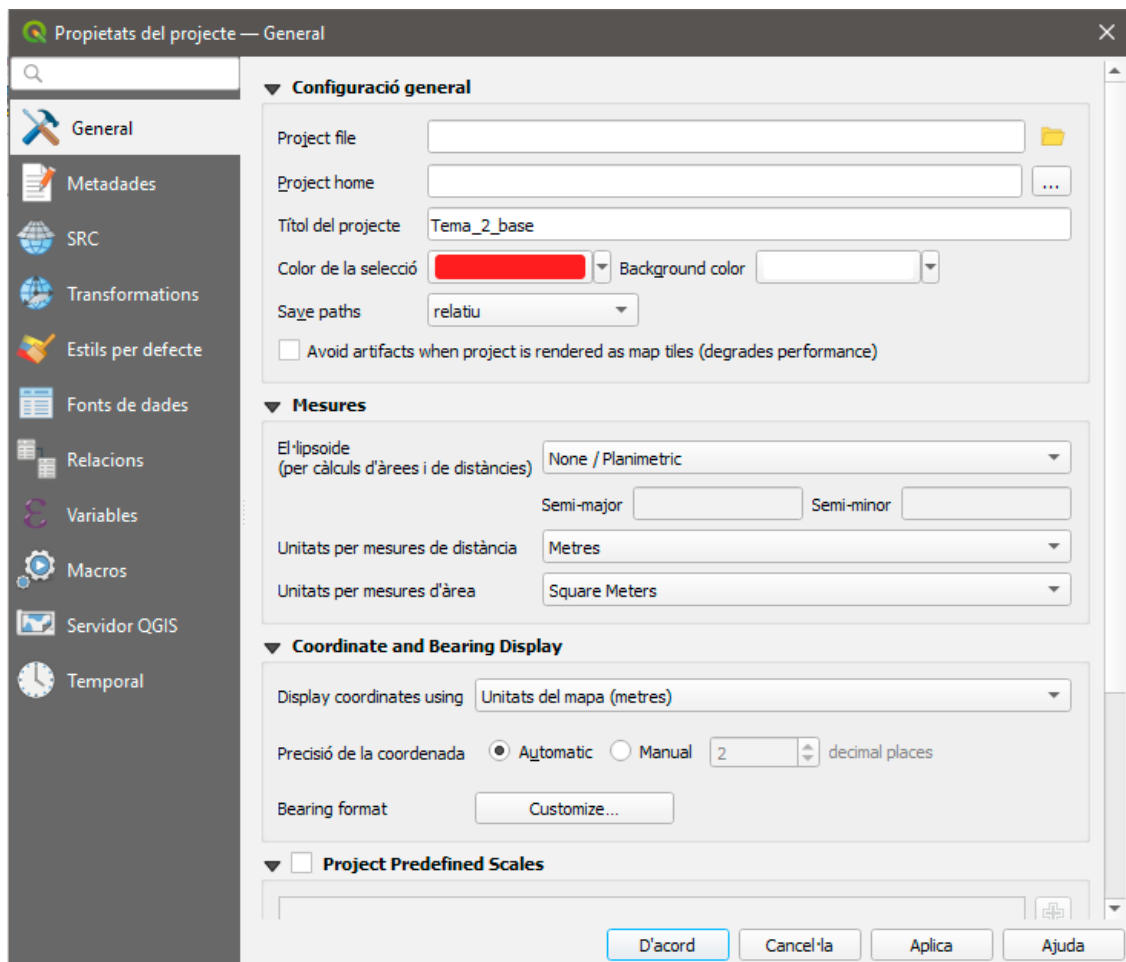 Propietats del projecte — General
General
Metadades
SRC
Transformations
Estils per defecte
Fonts de dades
Relacions
Variables
Macros
Servidor QGIS
Temporal
Configuració general
Project file
Project home
...
Títol del projecte Tema_2_base
Color de la selecció Background color
Save paths relatiu
Avoid artifacts when project is rendered as map tiles (degrades performance)
Mesures
El·lipsoide
(per càlculs d'àrees i de distàncies) None / Planimetric
Semi-major Semi-minor
Unitats per mesures de distància Metres
Unitats per mesures d'àrea Square Meters
Coordinate and Bearing Display
Display coordinates using Unitats del mapa (metres)
Precisió de la coordenada Automatic Manual 2 decimal places
Bearing format Customize...
Project Predefined Scales
D'acord Cancel·la Aplica Ajuda